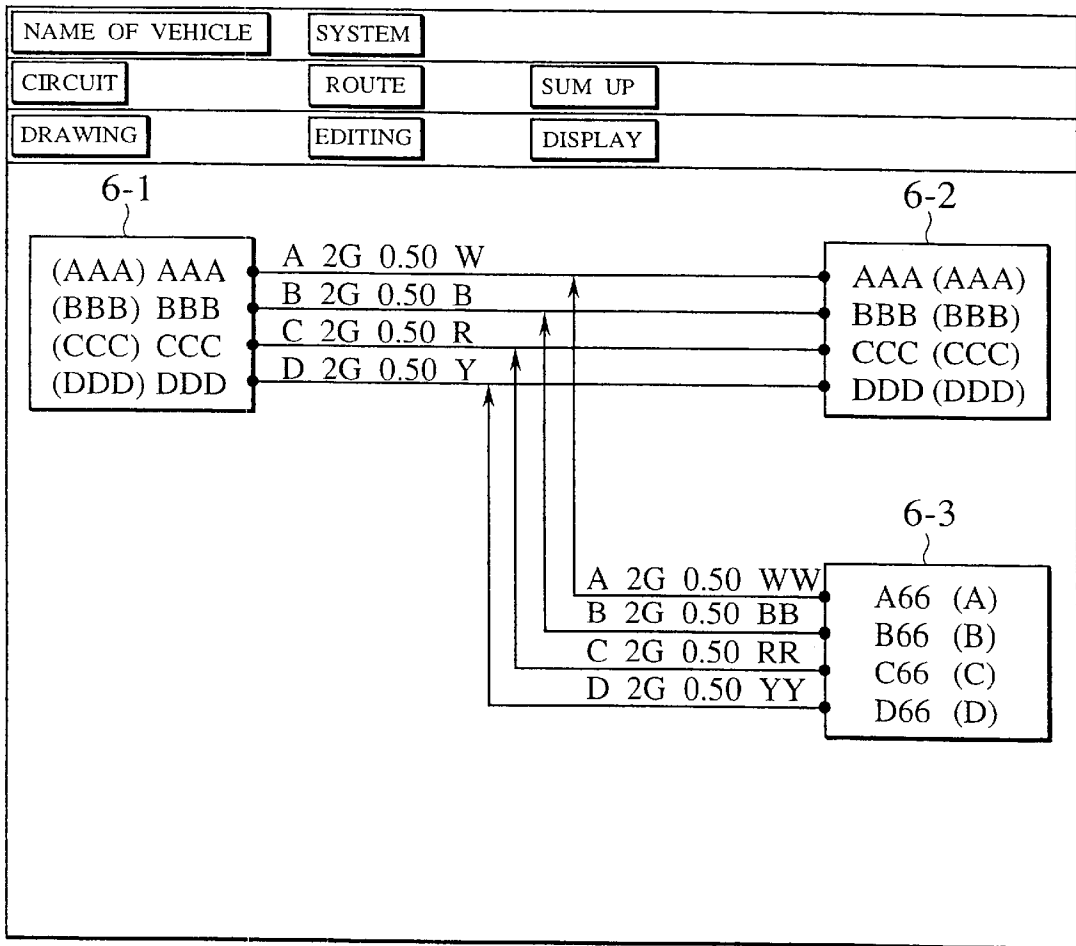 NAME OF VEHICLE SYSTEM
CIRCUIT ROUTE SUM UP
DRAWING EDITING DISPLAY
6-1
6-2
(AAA) AAA
(BBB) BBB
(CCC) CCC
(DDD) DDD
A 2G 0.50 W
B 2G 0.50 B
C 2G 0.50 R
D 2G 0.50 Y
AAA (AAA)
BBB (BBB)
CCC (CCC)
DDD (DDD)
6-3
A 2G 0.50 WW
B 2G 0.50 BB
C 2G 0.50 RR
D 2G 0.50 YY
A66 (A)
B66 (B)
C66 (C)
D66 (D)